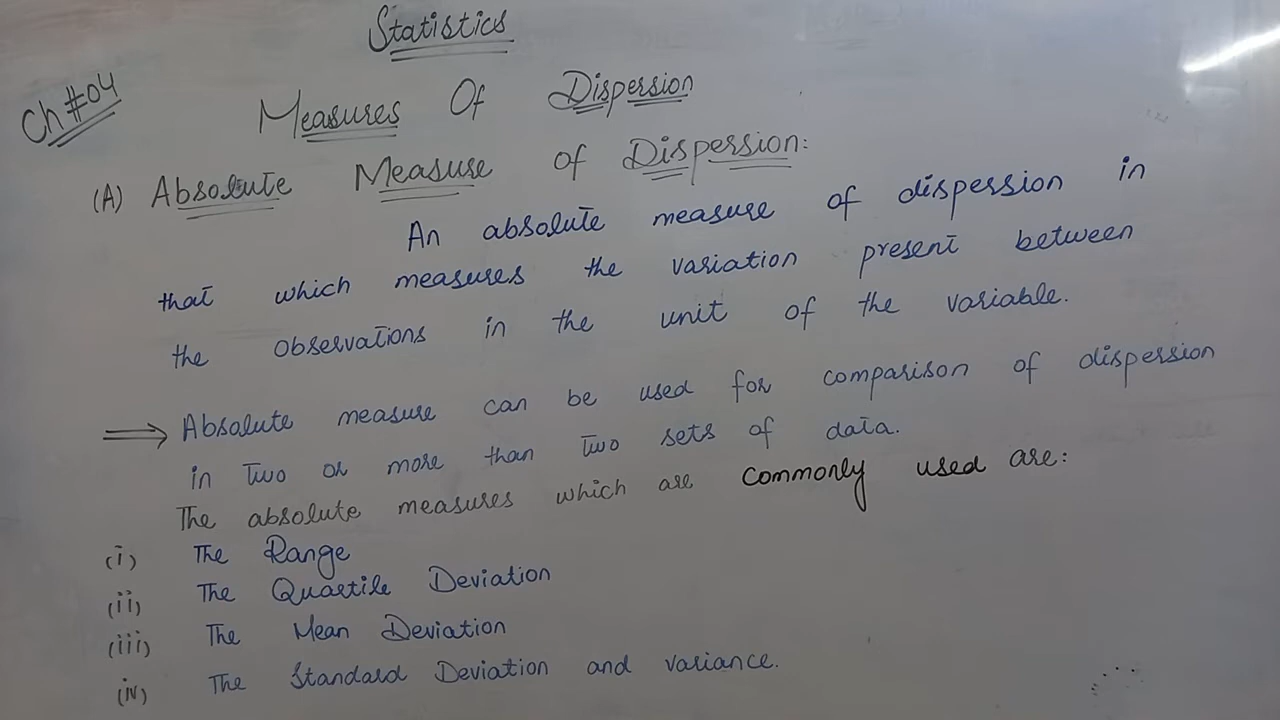 Statistics
Ch #04
Measures Of Dispersion
(A) Absolute Measure of Dispersion:
An absolute measure of dispession in
that which measures the variation present between
the observations in the unit of the variable.
⟹ Absolute measure can be used for comparison of dispession
in Two or more than Two sets of data.
The absolute measures which are commonly used are:
(i) The Range
(ii) The Quartile Deviation
(iii) The Mean Deviation
(iv) The Standard Deviation and variance.